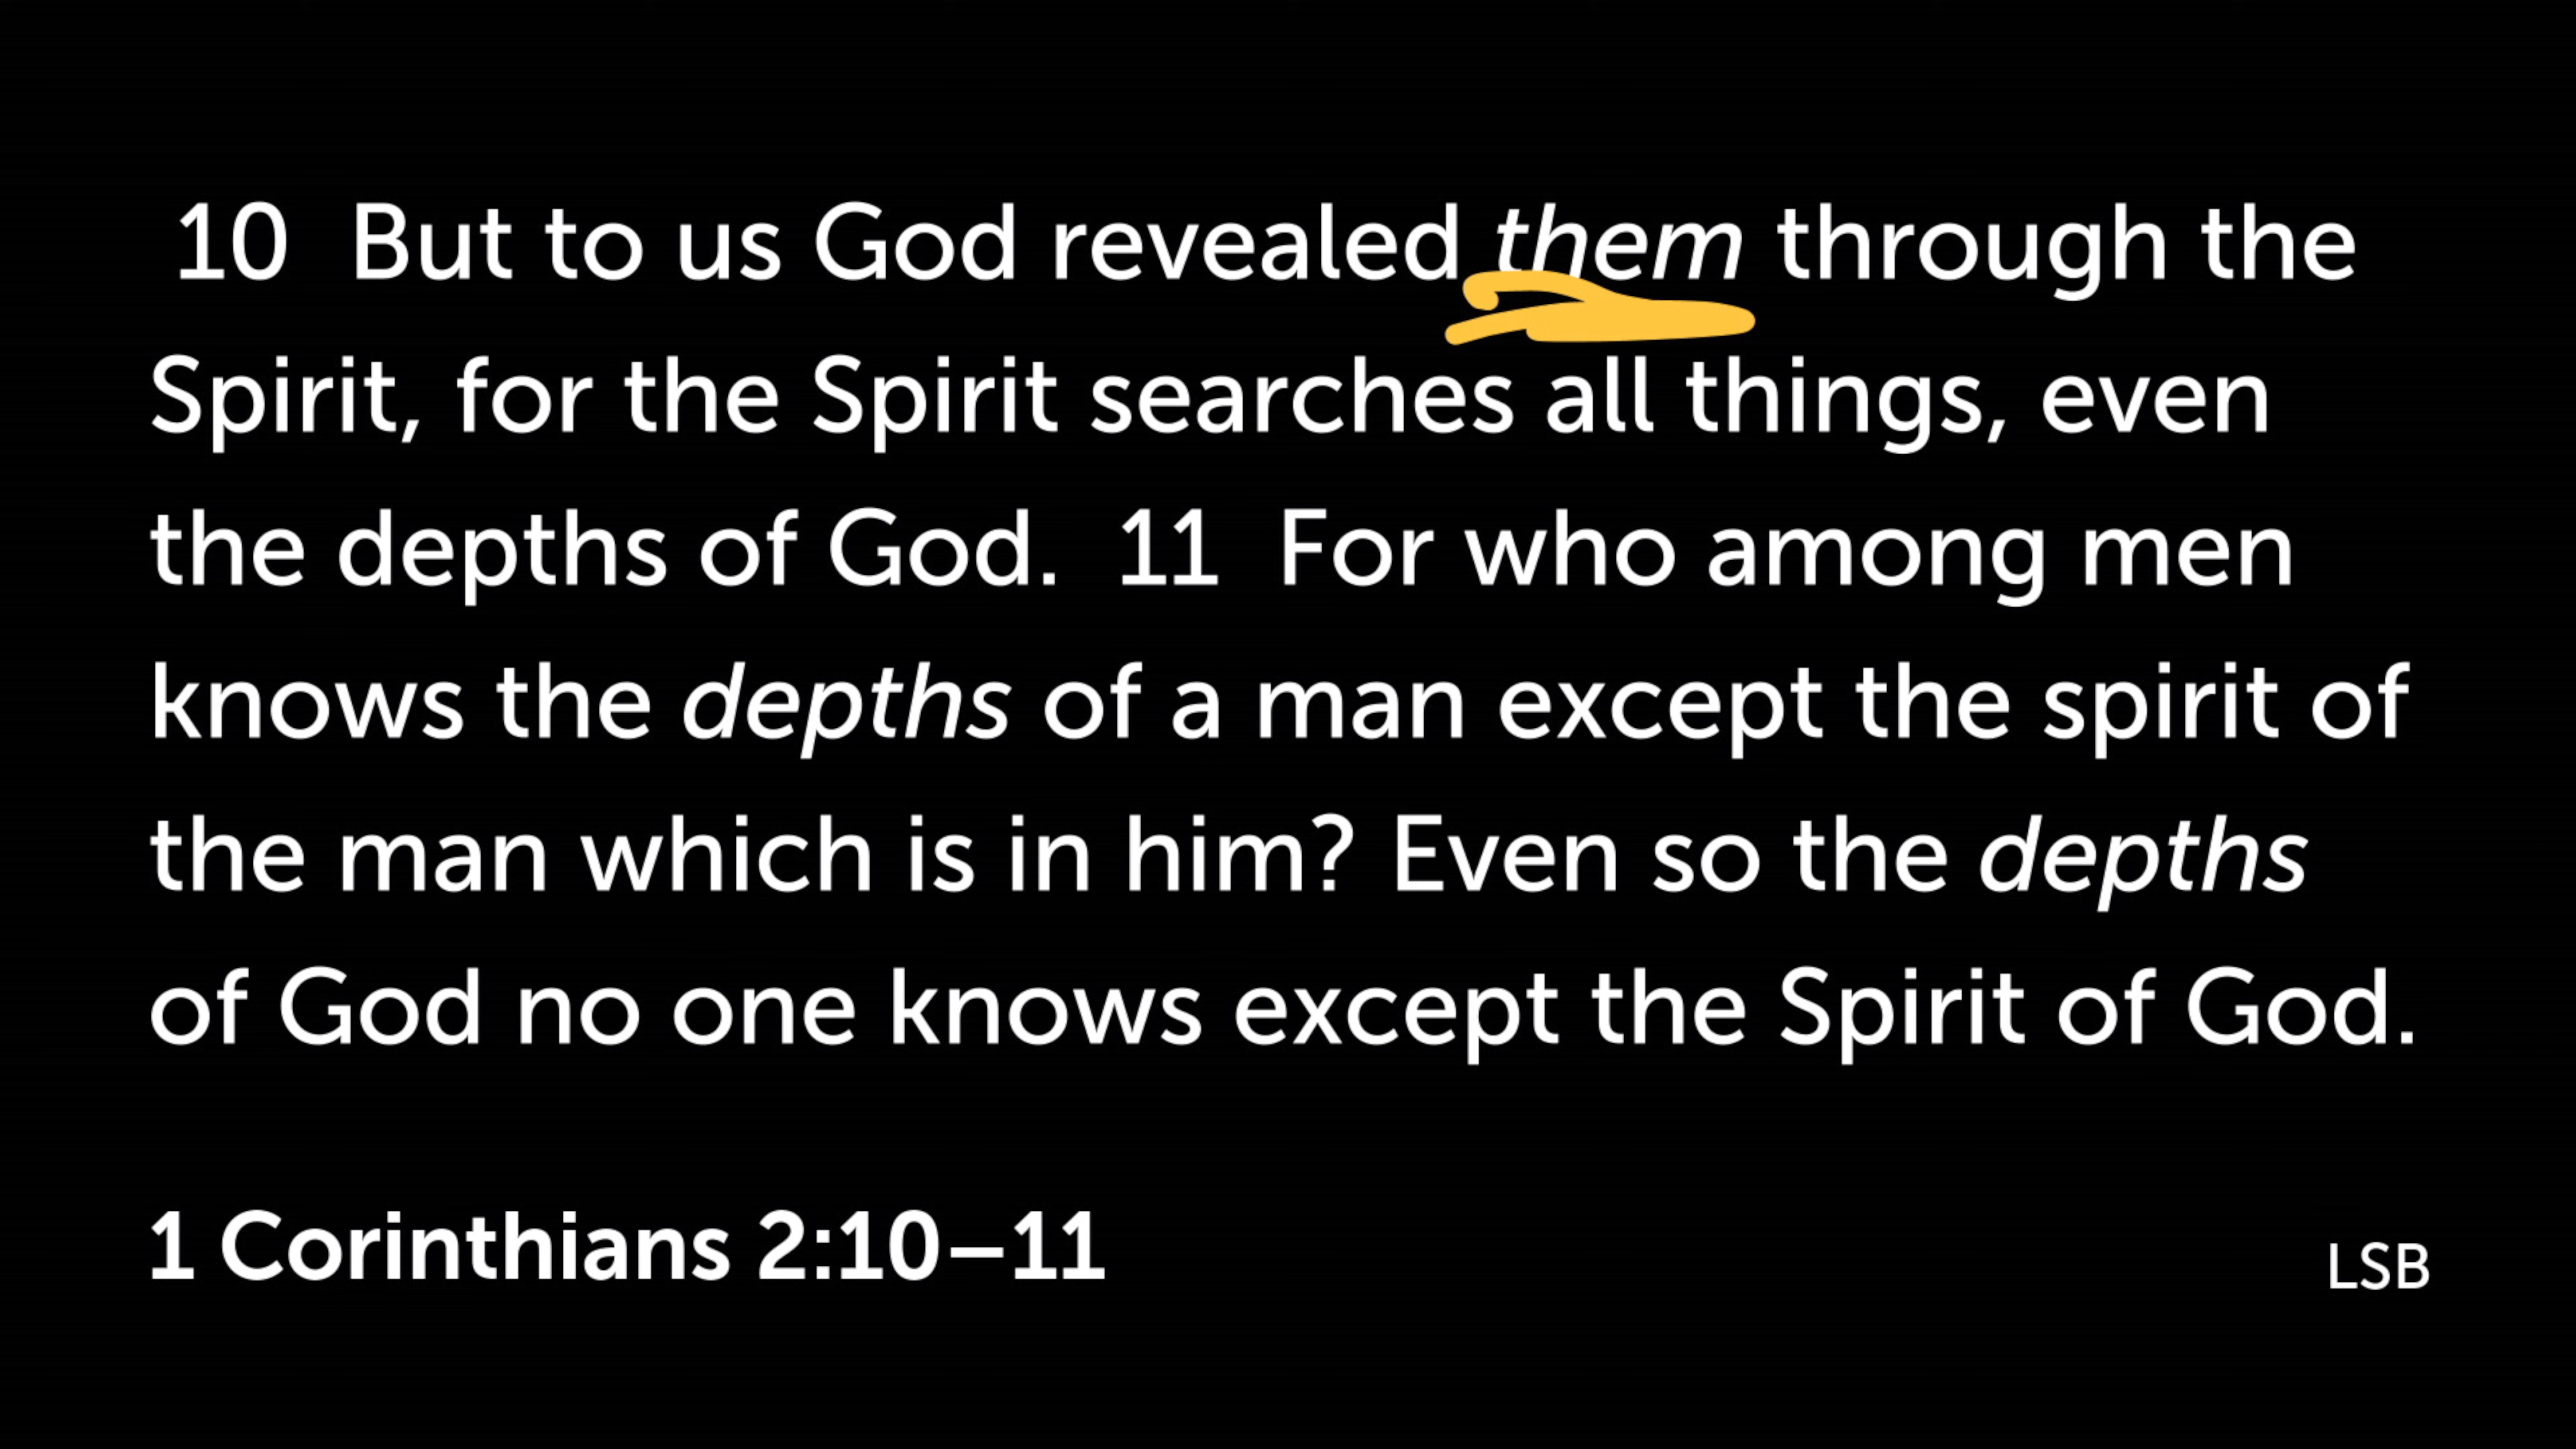 10 But to us God revealed them through the
Spirit, for the Spirit searches all things, even
the depths of God. 11 For who among men
knows the depths of a man except the spirit of
the man which is in him? Even so the depths
of God no one knows except the Spirit of God.
1 Corinthians 2:10–11
LSB